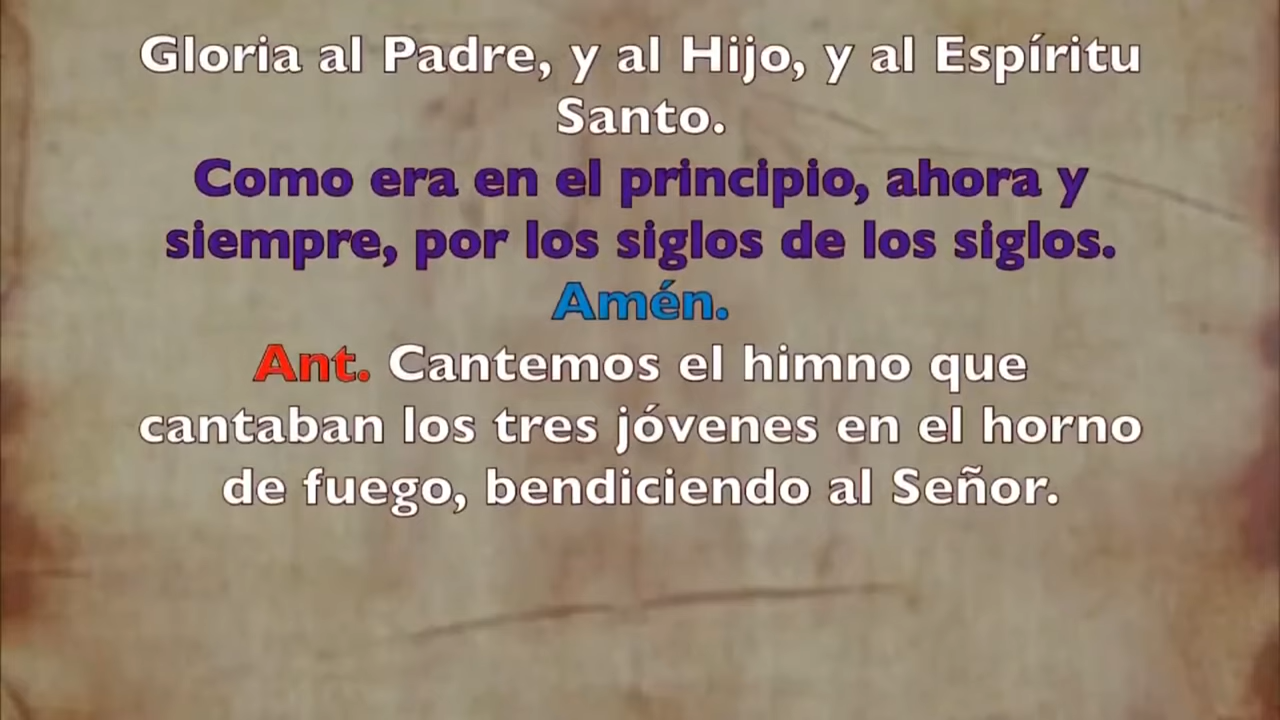 Gloria al Padre, y al Hijo, y al Espíritu
Santo.
Como era en el principio, ahora y
siempre, por los siglos de los siglos.
Amén.
Ant. Cantemos el himno que
cantaban los tres jóvenes en el horno
de fuego, bendiciendo al Señor.